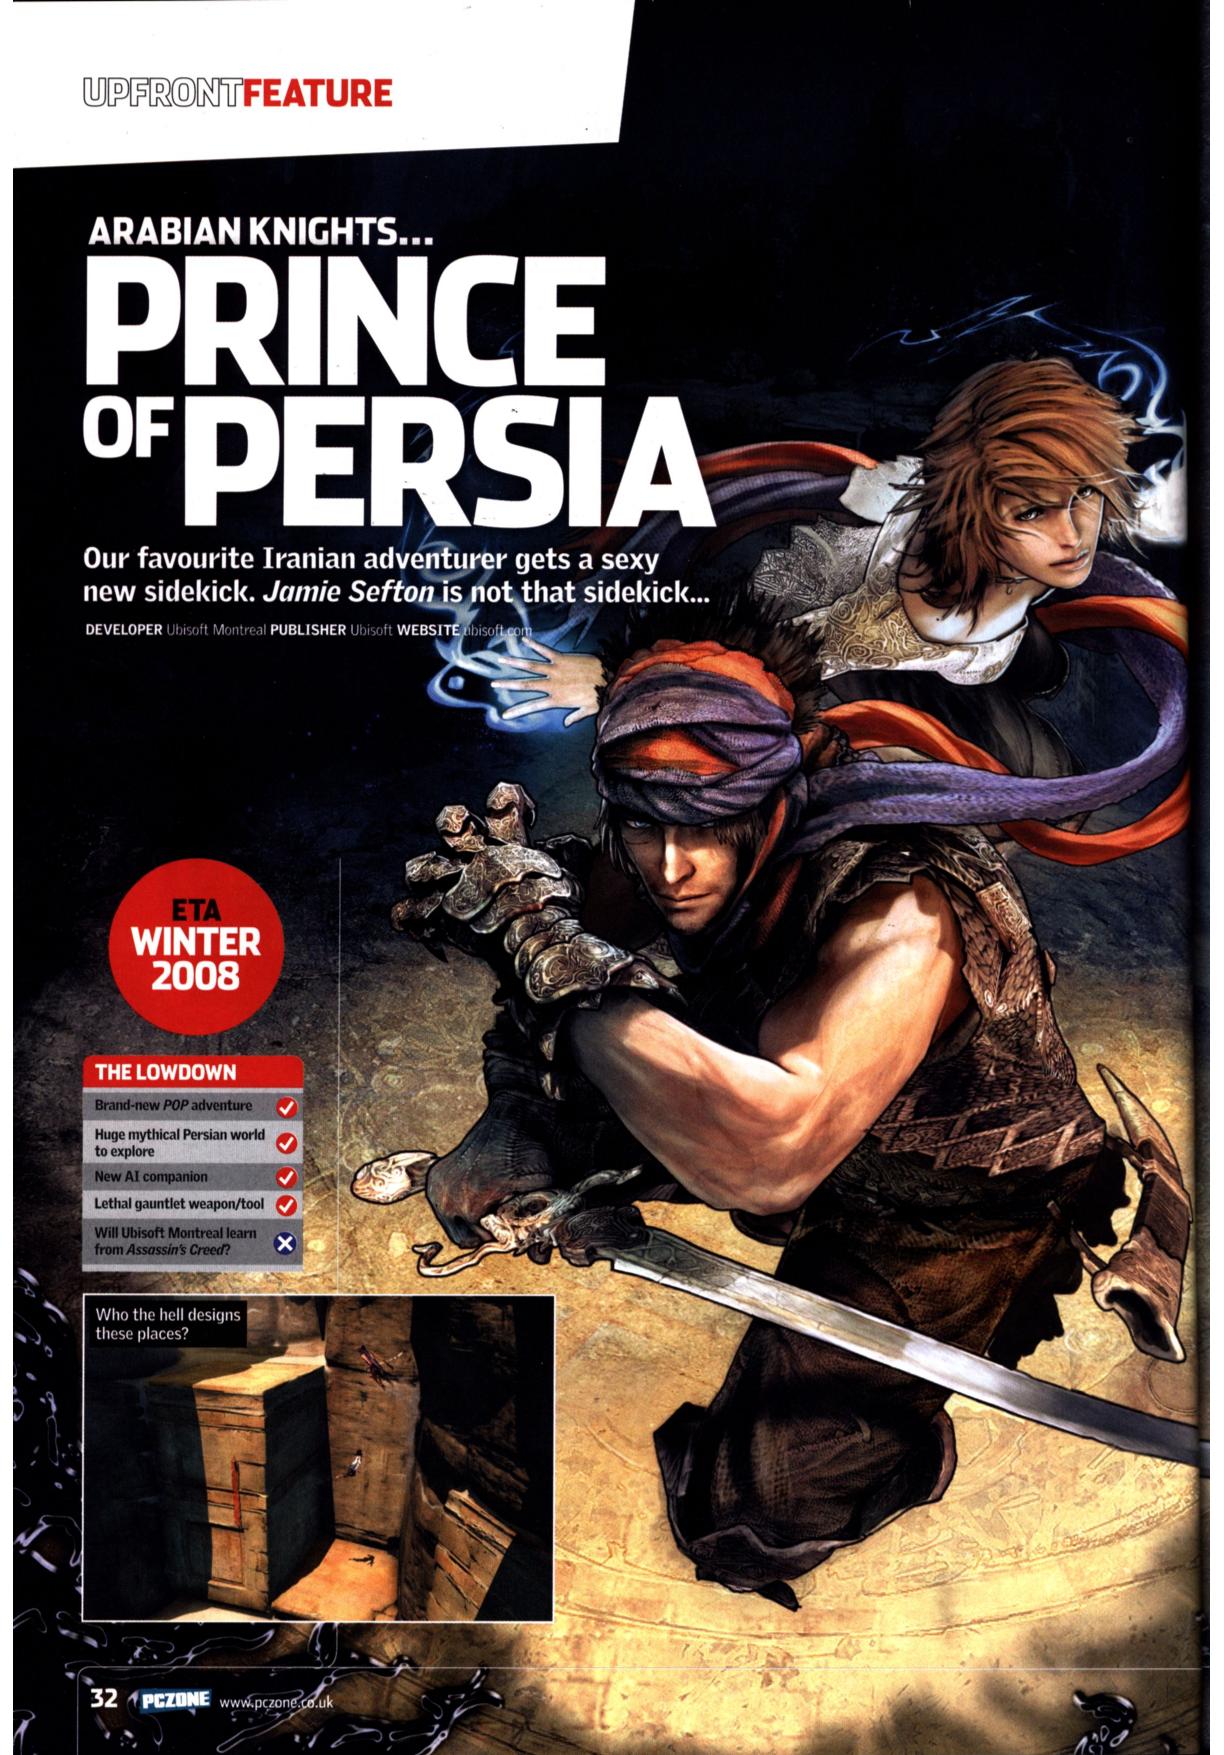 UPFRONTFEATURE
ARABIAN KNIGHTS...
PRINCE
OF PERSIA
Our favourite Iranian adventurer gets a sexy
new sidekick. Jamie Sefton is not that sidekick...
DEVELOPER Ubisoft Montreal PUBLISHER Ubisoft WEBSITE ubisoft.com
ETA
WINTER
2008
THE LOWDOWN
Brand-new POP adventure
Huge mythical Persian world
to explore
New AI companion
Lethal gauntlet weapon/tool
Will Ubisoft Montreal learn
from Assassin's Creed?
Who the hell designs
these places?
32 PCZONE www.pczone.co.uk